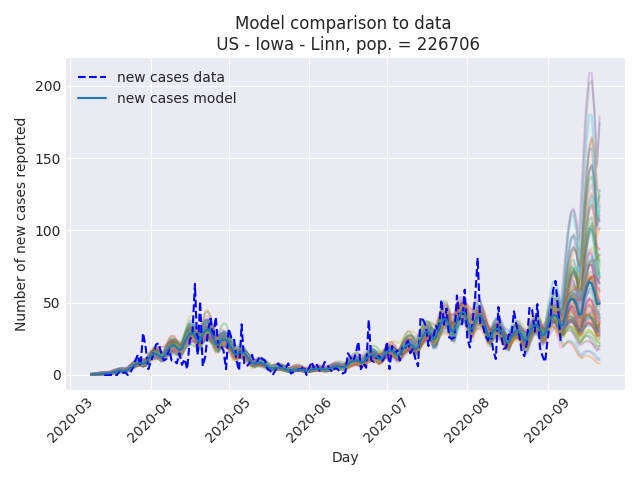 Model comparison to data
US - Iowa - Linn, pop. = 226706
new cases data
new cases model
Number of new cases reported
200
150
100
50
0
2020-03
2020-04
2020-05
2020-06
2020-07
2020-08
2020-09
Day